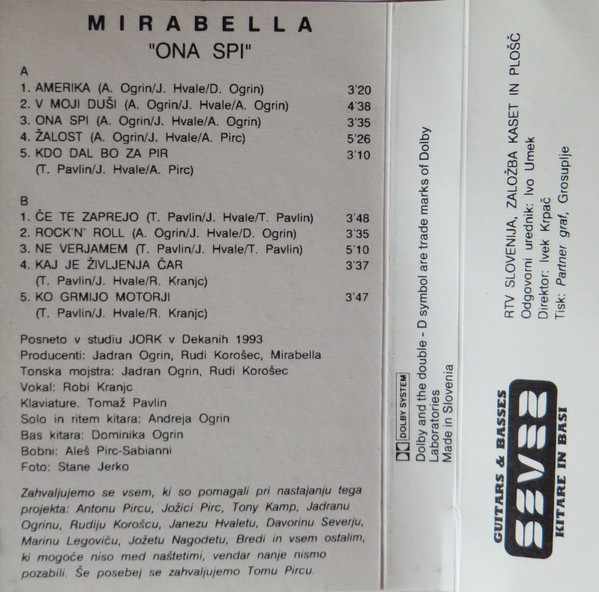 MIRABELLA
"ONA SPI"
A
1. AMERIKA (A. Ogrin/J. Hvale/D. Ogrin) 3'20
2. V MOJI DUŠI (A. Ogrin/J. Hvale/A. Ogrin) 4'38
3. ONA SPI (A. Ogrin/J. Hvale/A. Ogrin) 3'35
4. ŽALOST (A. Ogrin/J. Hvale/A. Pirc) 5'26
5. KDO DAL BO ZA PIR 3'10
(T. Pavlin/J. Hvale/A. Pirc)
B
1. ČE TE ZAPREJO (T. Pavlin/J. Hvale/T. Pavlin) 3'48
2. ROCK'N' ROLL (A. Ogrin/J. Hvale/D. Ogrin) 3'35
3. NE VERJAMEM (T. Pavlin/J. Hvale/T. Pavlin) 5'10
4. KAJ JE ŽIVLJENJA ČAR 3'37
(T. Pavlin/J. Hvale/R. Kranjc)
5. KO GRMIJO MOTORJI 3'47
(T. Pavlin/J. Hvale/R. Kranjc)
Posneto v studiu JORK v Dekanih 1993
Producenti: Jadran Ogrin, Rudi Korošec, Mirabella
Tonska mojstra: Jadran Ogrin, Rudi Korošec
Vokal: Robi Kranjc
Klaviature. Tomaž Pavlin
Solo in ritem kitara: Andreja Ogrin
Bas kitara: Dominika Ogrin
Bobni: Aleš Pirc-Sabianni
Foto: Stane Jerko
Zahvaljujemo se vsem, ki so pomagali pri nastajanju tega
projekta: Antonu Pircu, Jožici Pirc, Tony Kamp, Jadranu
Ogrinu, Rudiju Korošcu, Janezu Hvaletu, Davorinu Severju,
Marinu Legoviću, Jožetu Nagodetu, Bredi in vsem ostalim,
ki mogoče niso med naštetimi, vendar nanje nismo
pozabili. Še posebej se zahvaljujemo Tomu Pircu.
DOLBY SYSTEM
Dolby and the double - D symbol are trade marks of Dolby
Laboratories
Made in Slovenia
RTV SLOVENIJA, ZALOŽBA KASET IN PLOŠČ
Odgovorni urednik: Ivo Umek
Direktor: Ivek Krpač
Tisk: Partner graf, Grosuplje
GUITARS & BASSES
SEVER
KITARE IN BASI